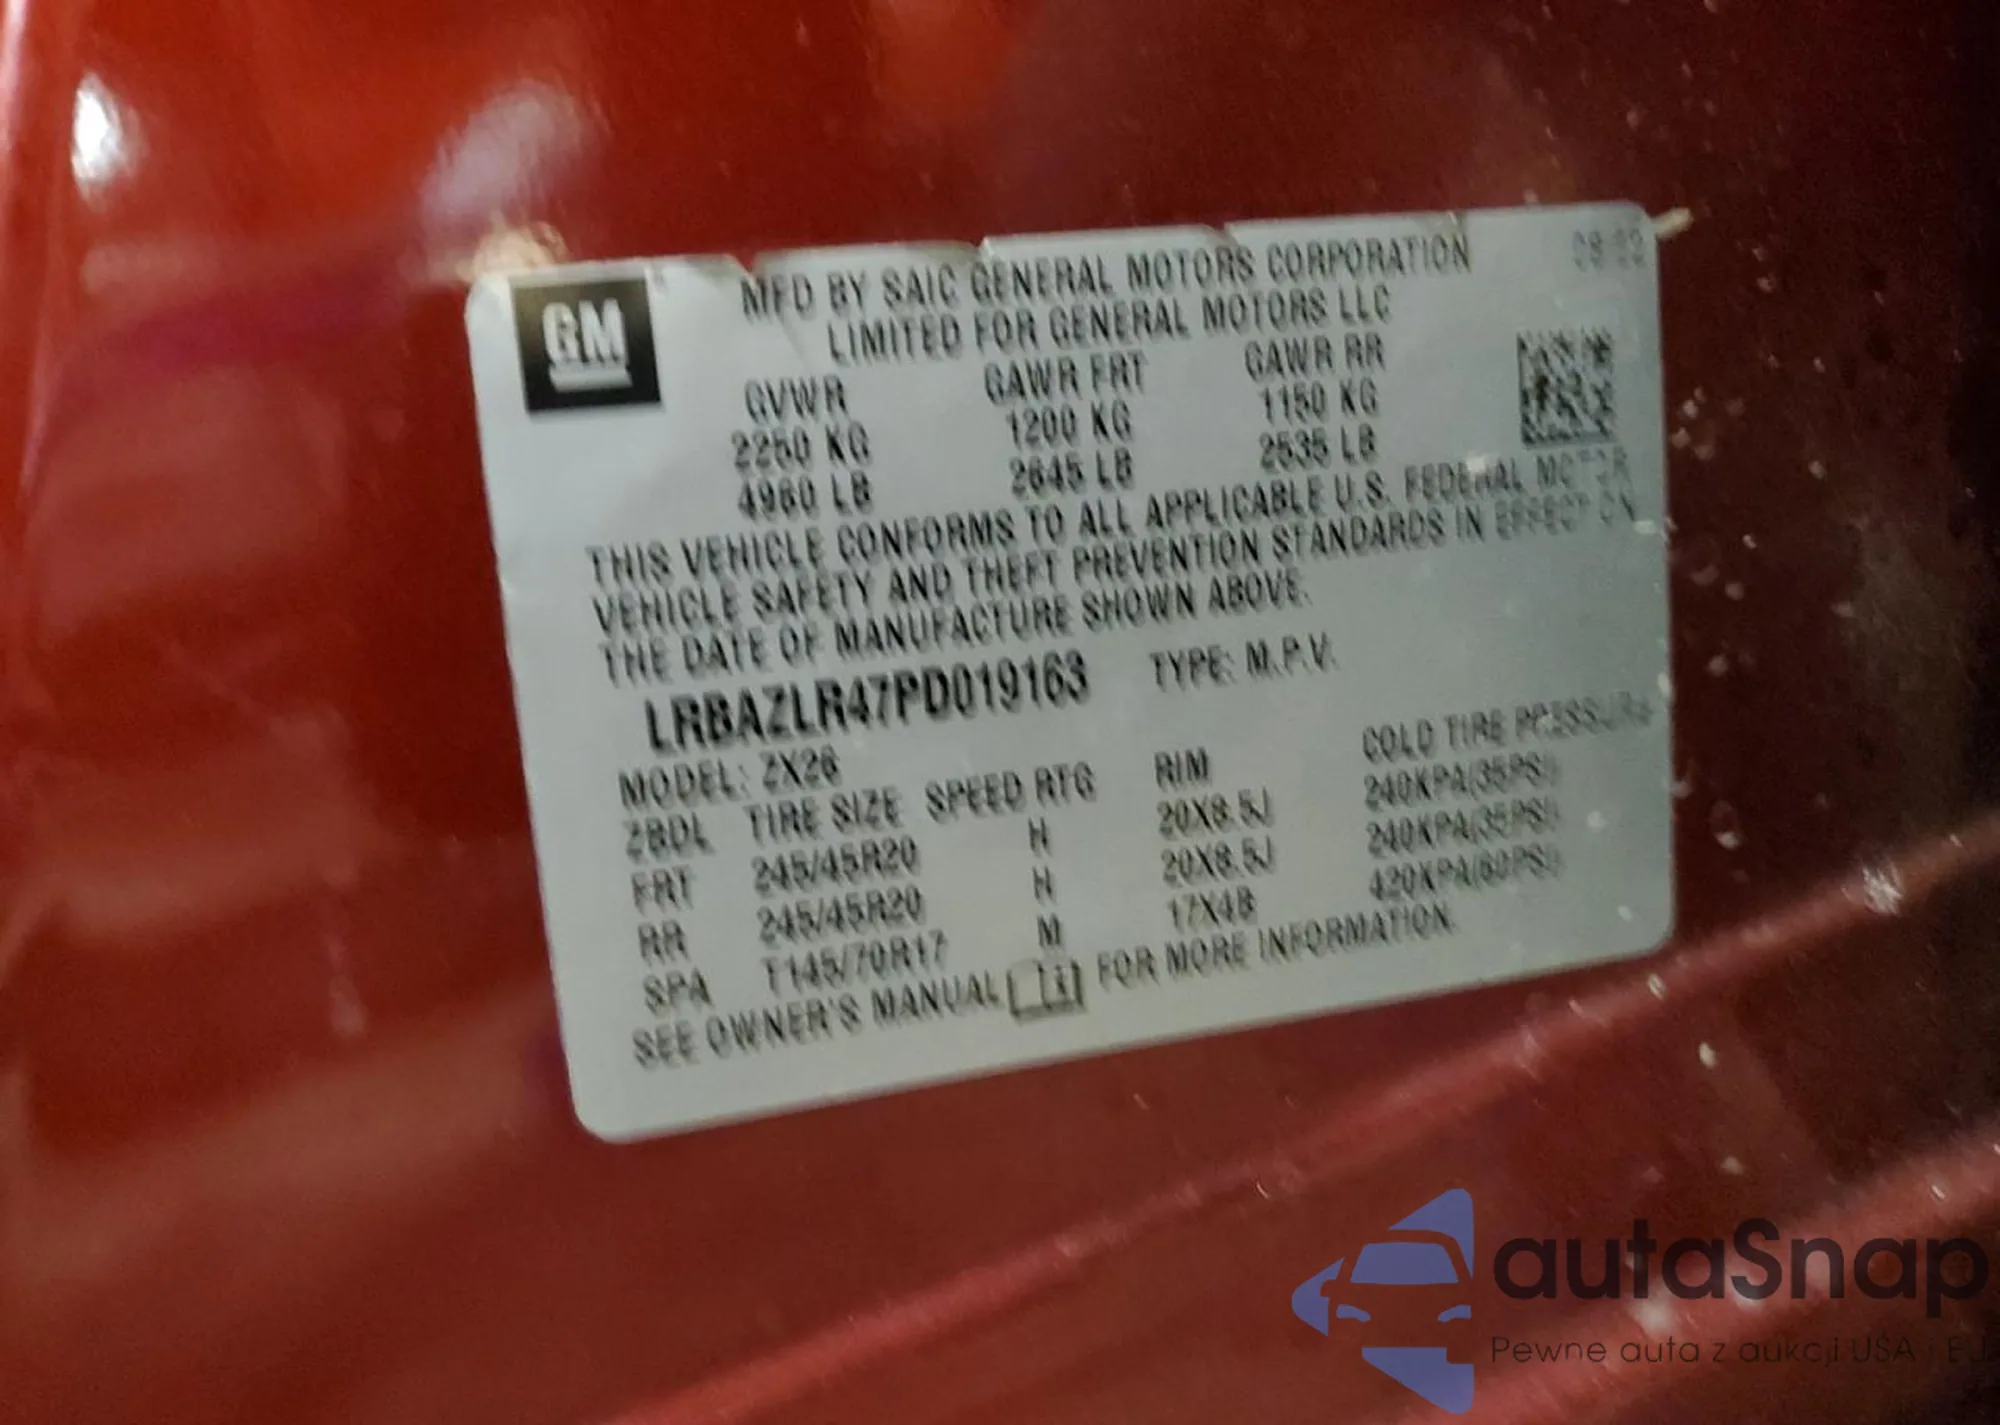 GM
MFD BY SAIC GENERAL MOTORS CORPORATION
LIMITED FOR GENERAL MOTORS LLC
GVWR GAWR FRT GAWR RR
2250 KG 1200 KG 1150 KG
4960 LB 2645 LB 2535 LB
THIS VEHICLE CONFORMS TO ALL APPLICABLE U.S. FEDERAL MOTOR
VEHICLE SAFETY AND THEFT PREVENTION STANDARDS IN EFFECT ON
THE DATE OF MANUFACTURE SHOWN ABOVE.
LRBAZLR47PD019163 TYPE: M.P.V.
MODEL: ZX26
TIRE SIZE SPEED RTG RIM COLD TIRE PRESSURE
FRT 245/45R20 H 20X8.5J 240KPA(35PSI)
RR 245/45R20 H 20X8.5J 240KPA(35PSI)
SPA T145/70R17 M 17X4B 420KPA(60PSI)
SEE OWNER'S MANUAL FOR MORE INFORMATION.
autaSnap
Pewne auta z aukcji USA i